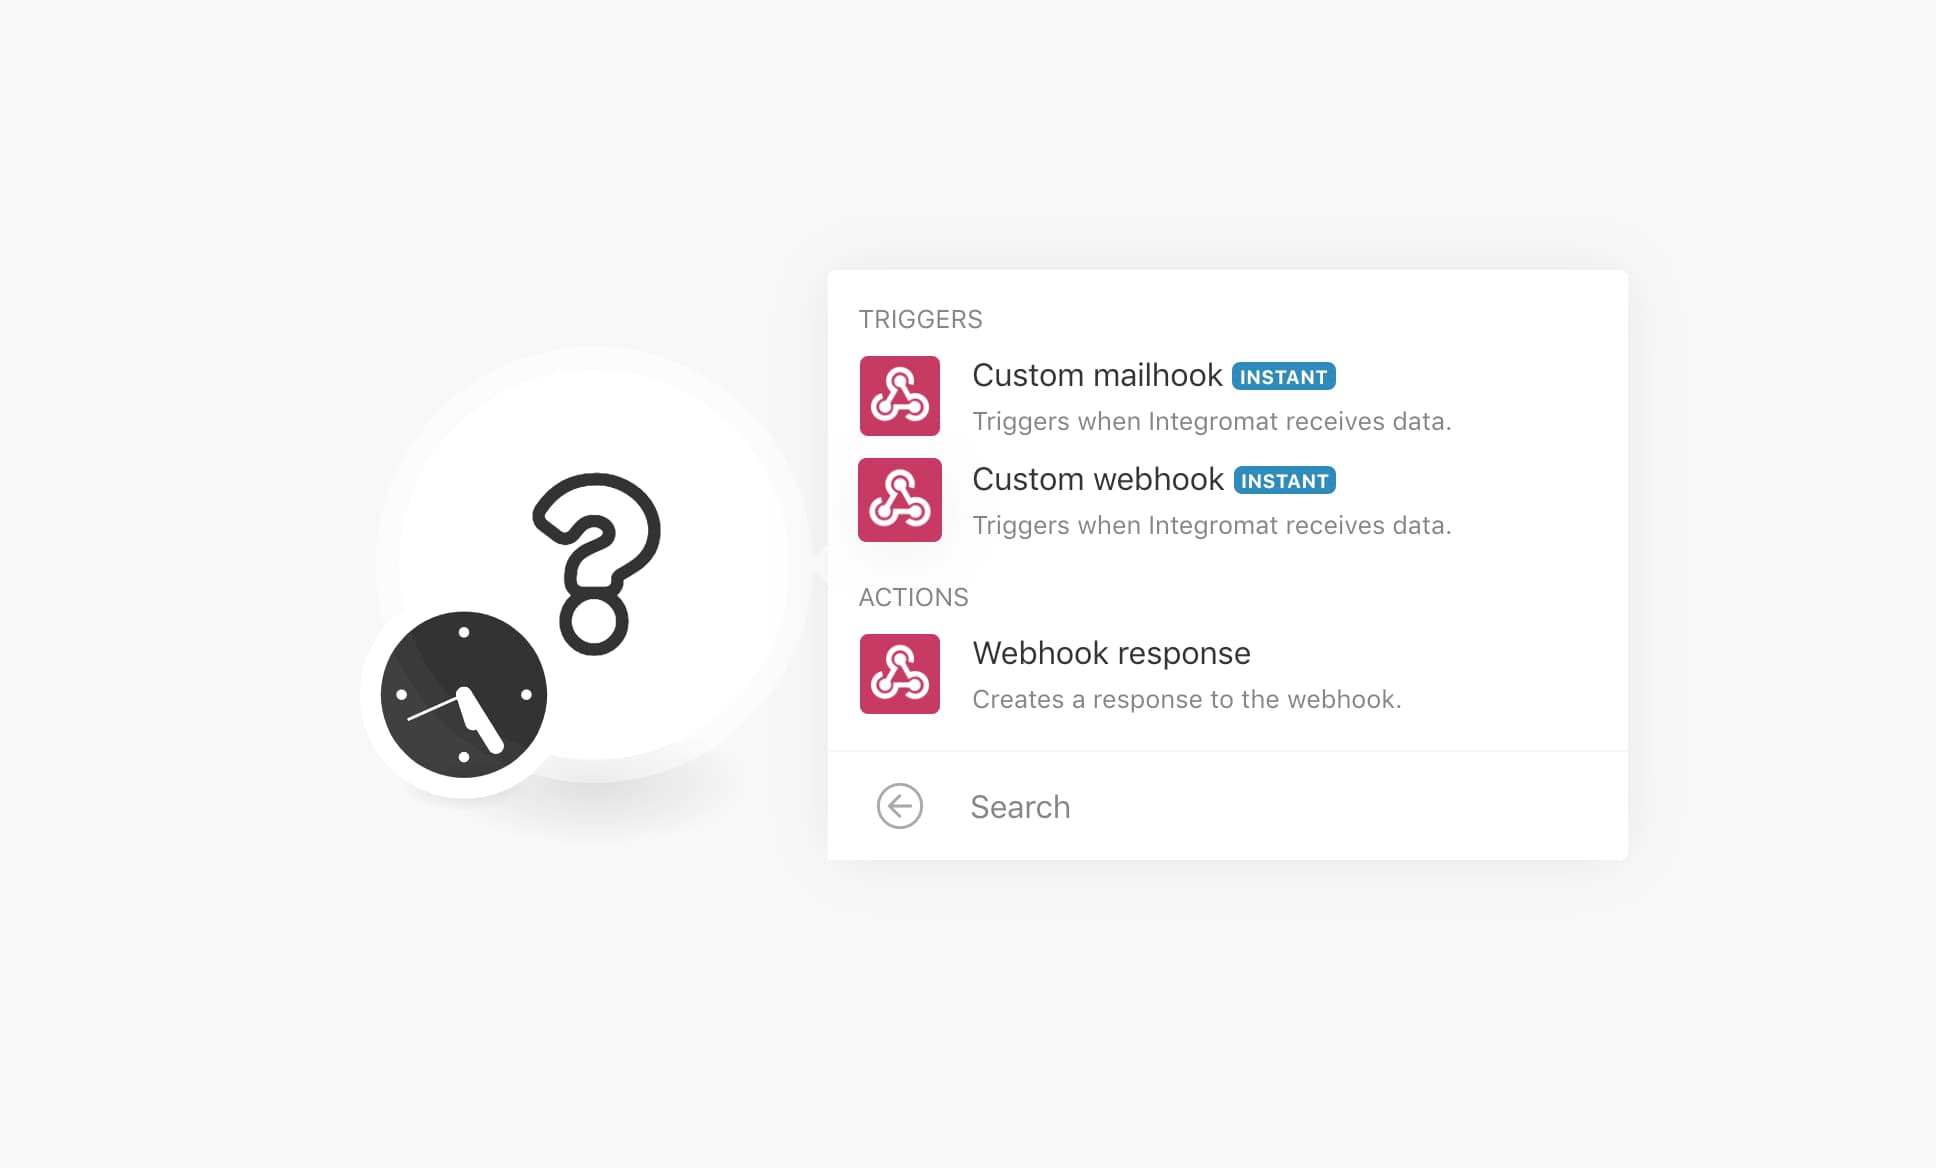 TRIGGERS
Custom mailhook INSTANT
Triggers when Integromat receives data.
Custom webhook INSTANT
Triggers when Integromat receives data.
ACTIONS
Webhook response
Creates a response to the webhook.
Search